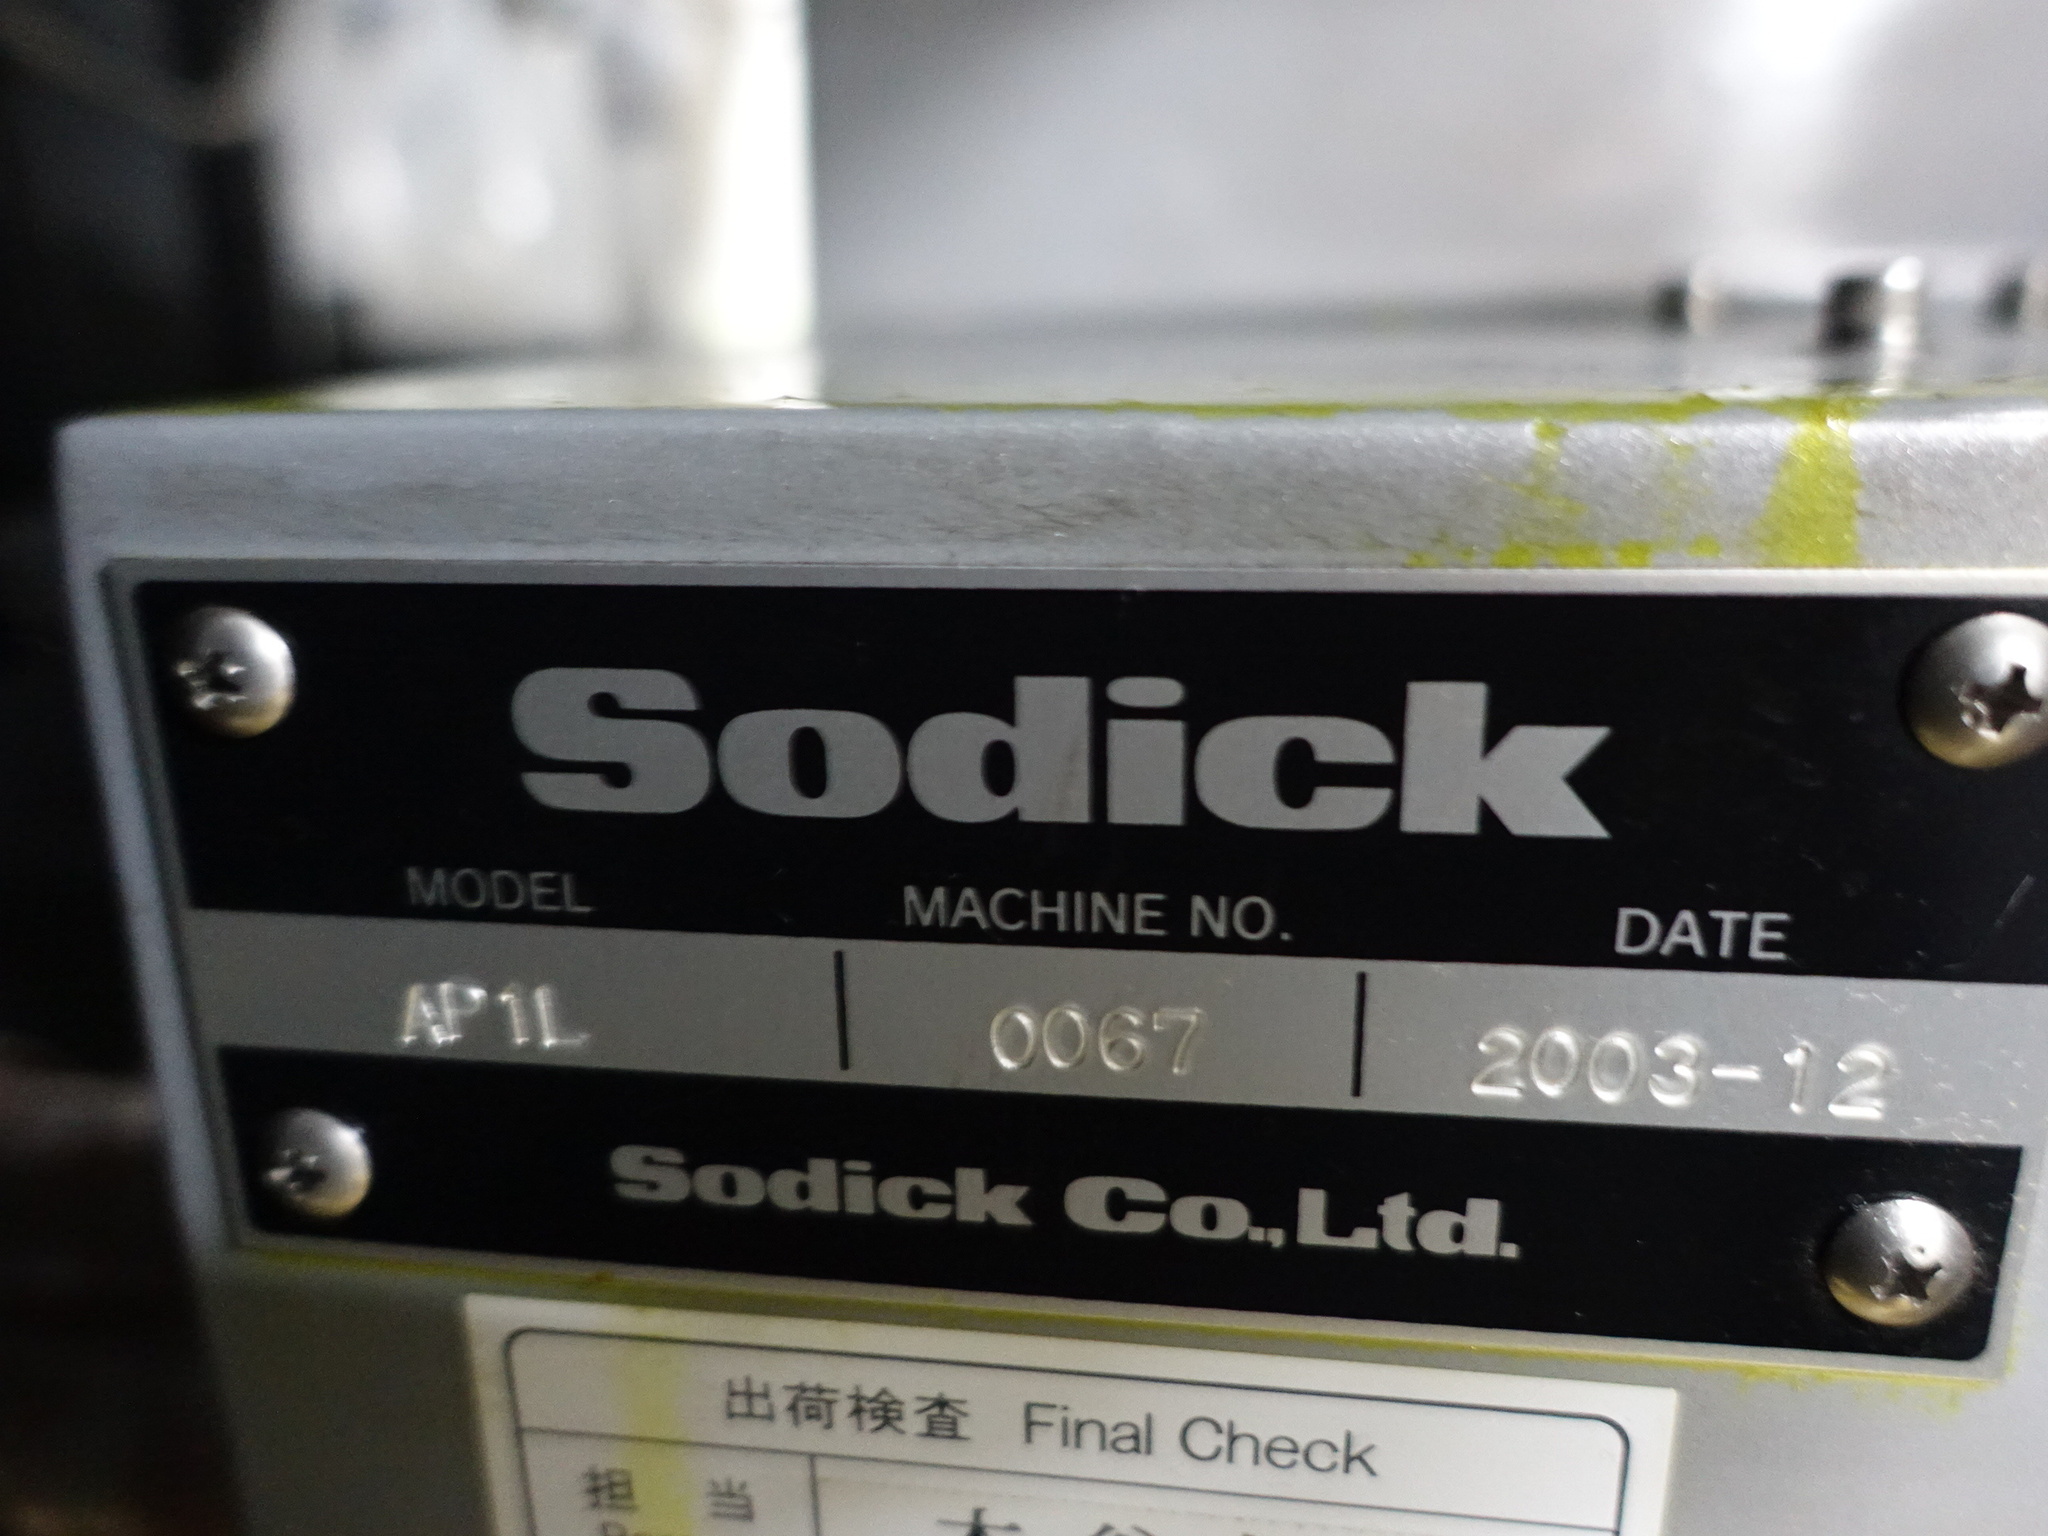 Sodick
MODEL MACHINE NO. DATE
AP1L 0067 2003-12
Sodick Co.,Ltd.
出荷検査 Final Check
担 当